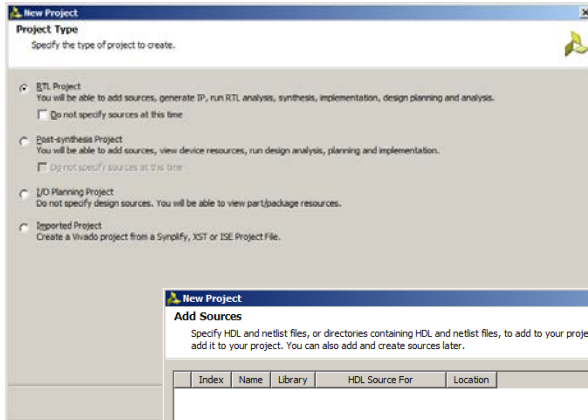 New Project
Project Type
Specify the type of project to create.
RTL Project
You will be able to add sources, generate IP, run RTL analysis, synthesis, implementation, design planning and analysis.
Do not specify sources at this time
Post-synthesis Project
You will be able to add sources, view device resources, run design analysis, planning and implementation.
Do not specify sources at this time
I/O Planning Project
Do not specify design sources. You will be able to view part/package resources.
Imported Project
Create a Vivado project from a Synplify, XST or ISE Project File.
New Project
Add Sources
Specify HDL and netlist files, or directories containing HDL and netlist files, to add to your proje
add it to your project. You can also add and create sources later.
Index Name Library HDL Source For Location